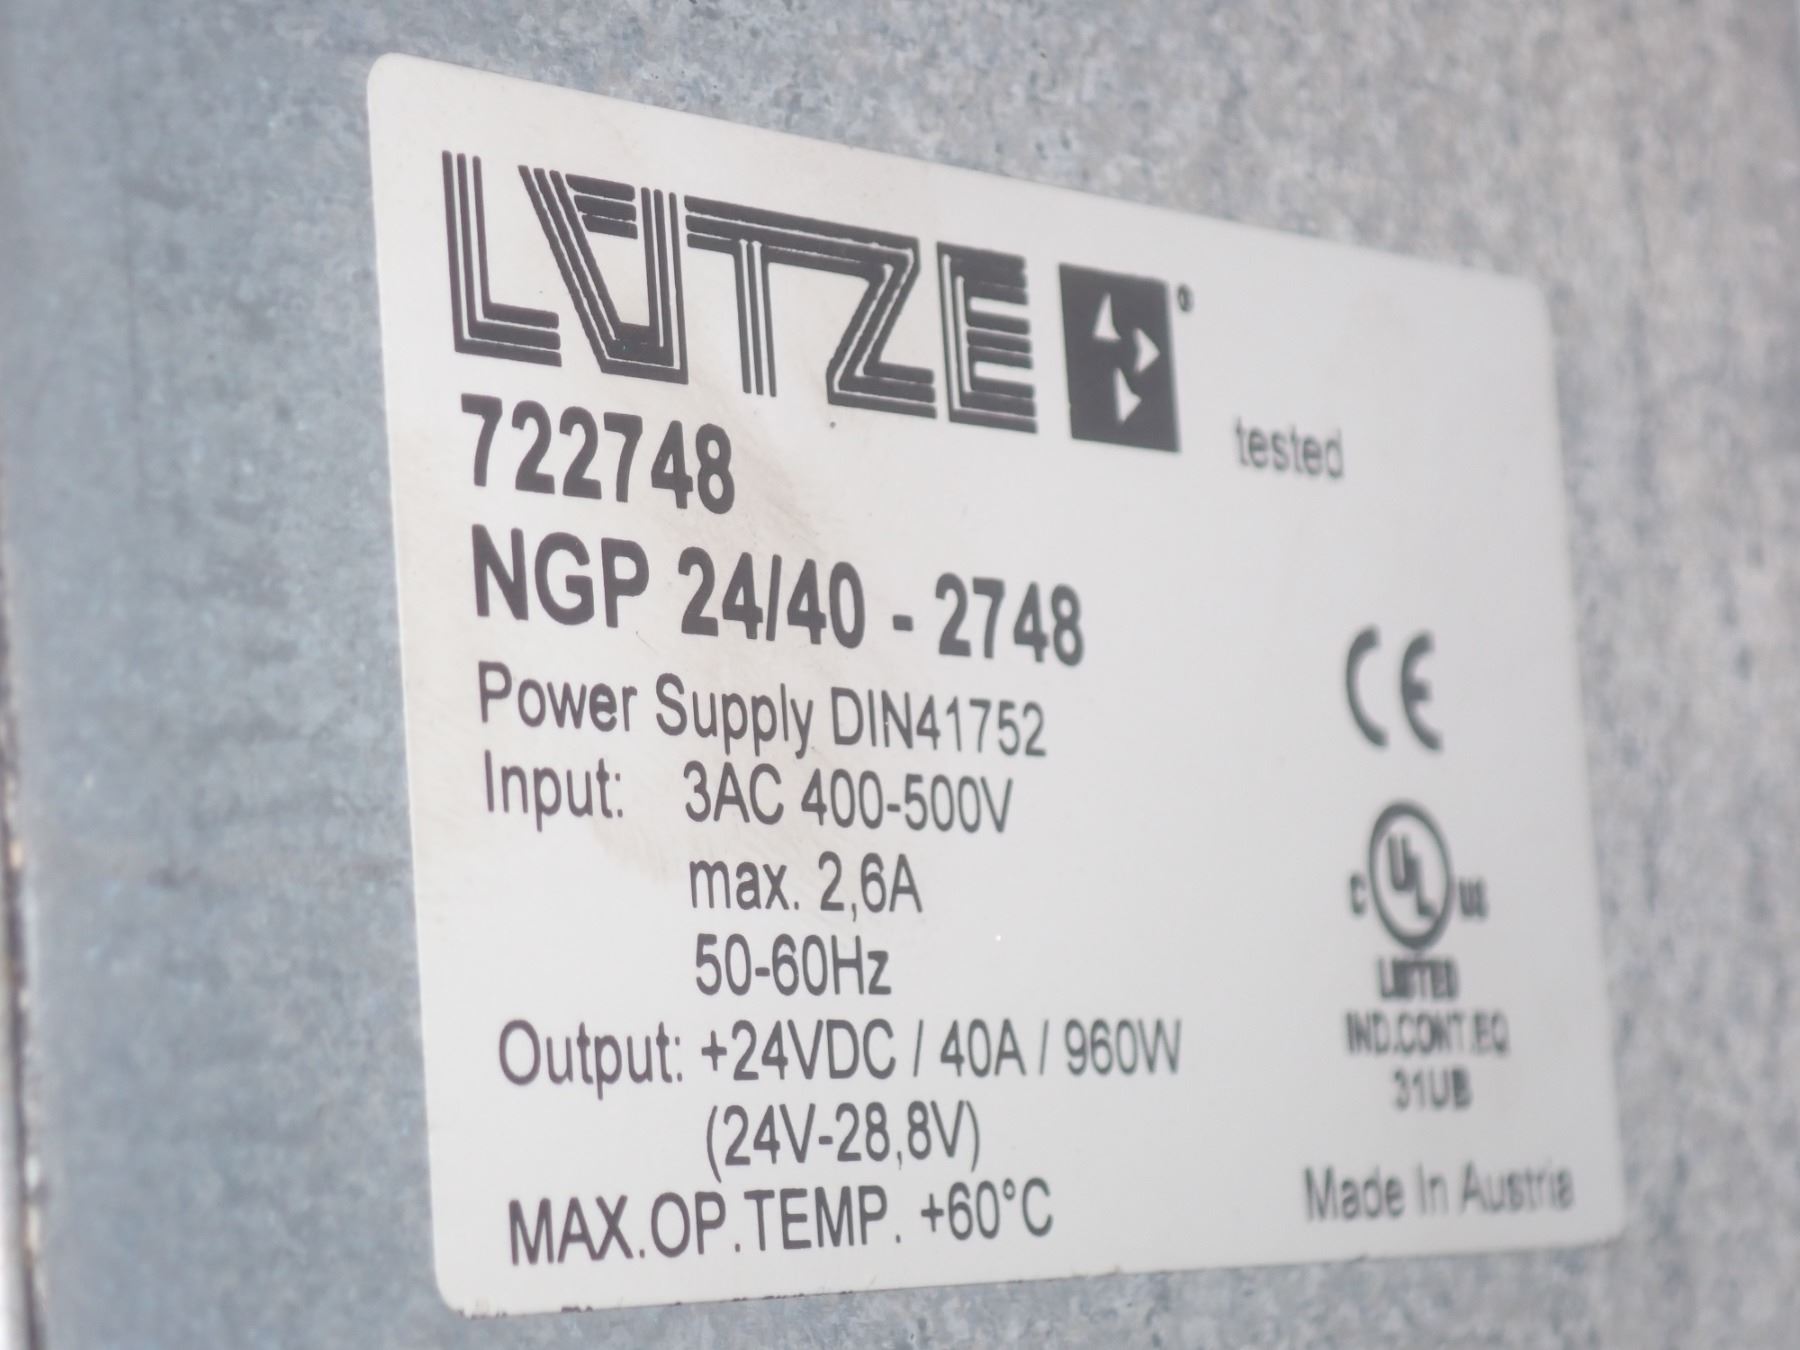 LÜTZE ®
tested
722748
NGP 24/40 - 2748
Power Supply DIN41752
Input: 3AC 400-500V
max. 2,6A
50-60Hz
Output: +24VDC / 40A / 960W
(24V-28,8V)
MAX.OP.TEMP. +60°C
CE
C UL US
LISTED
IND.CONT.EQ
31UB
Made In Austria